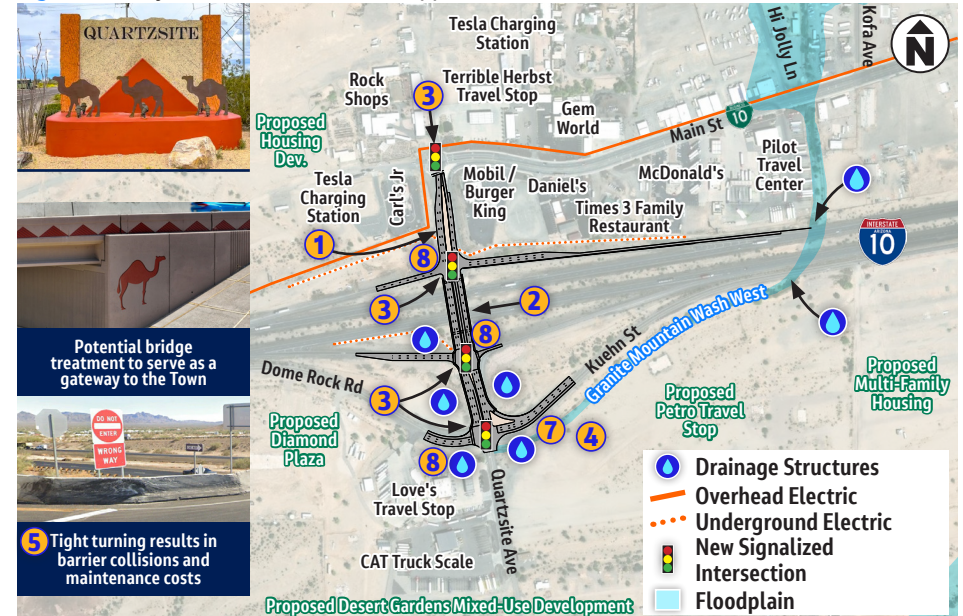 QUARTZSITE
Potential bridge
treatment to serve as a
gateway to the Town
DO NOT
ENTER
WRONG
WAY
5 Tight turning results in
barrier collisions and
maintenance costs
Tesla Charging
Station
Hi Jolly Ln
Kofa Ave
N
Rock
Shops
3
Terrible Herbst
Travel Stop
Gem
World
Main St
10
Proposed
Housing
Dev.
Pilot
Travel
Center
Tesla
Charging
Station
Carl's Jr
Mobil /
Burger
King
Daniel's
McDonald's
Times 3 Family
Restaurant
1
8
INTERSTATE
ARIZONA
10
3
2
8
Kuehn St
Granite Mountain Wash West
Dome Rock Rd
3
Proposed
Multi-Family
Housing
Proposed
Petro Travel
Stop
Proposed
Diamond
Plaza
7
4
8
Love's
Travel Stop
Quartzsite Ave
CAT Truck Scale
Proposed Desert Gardens Mixed-Use Development
Drainage Structures
Overhead Electric
Underground Electric
New Signalized
Intersection
Floodplain